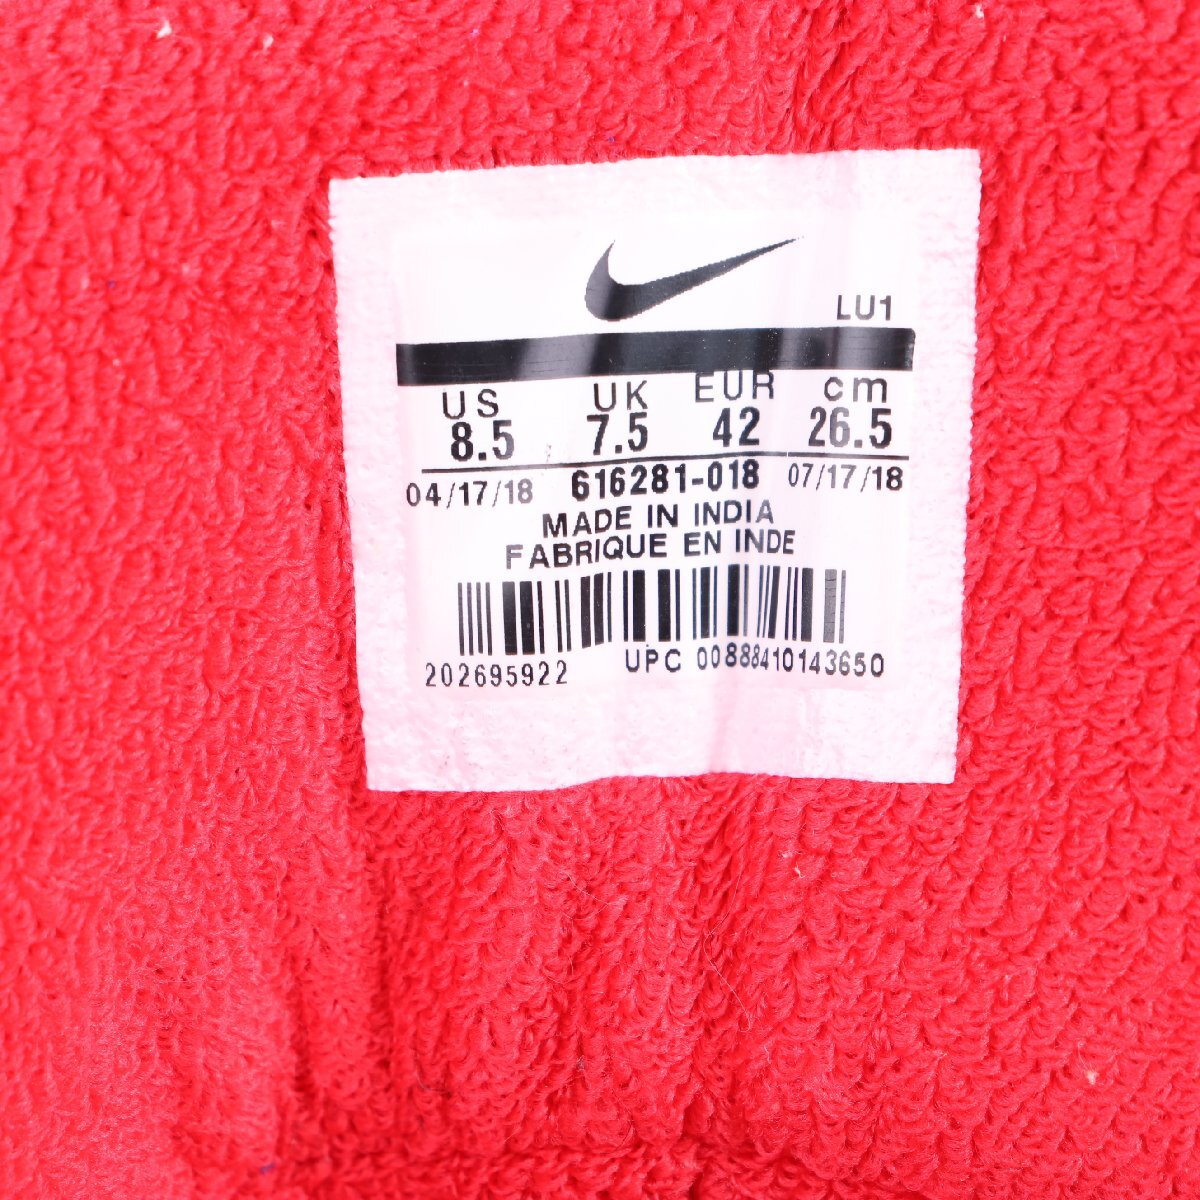 LU1
US UK EUR cm
8.5 7.5 42 26.5
04/17/18 616281-018 07/17/18
MADE IN INDIA
FABRIQUE EN INDE
202695922 UPC 00888410143650